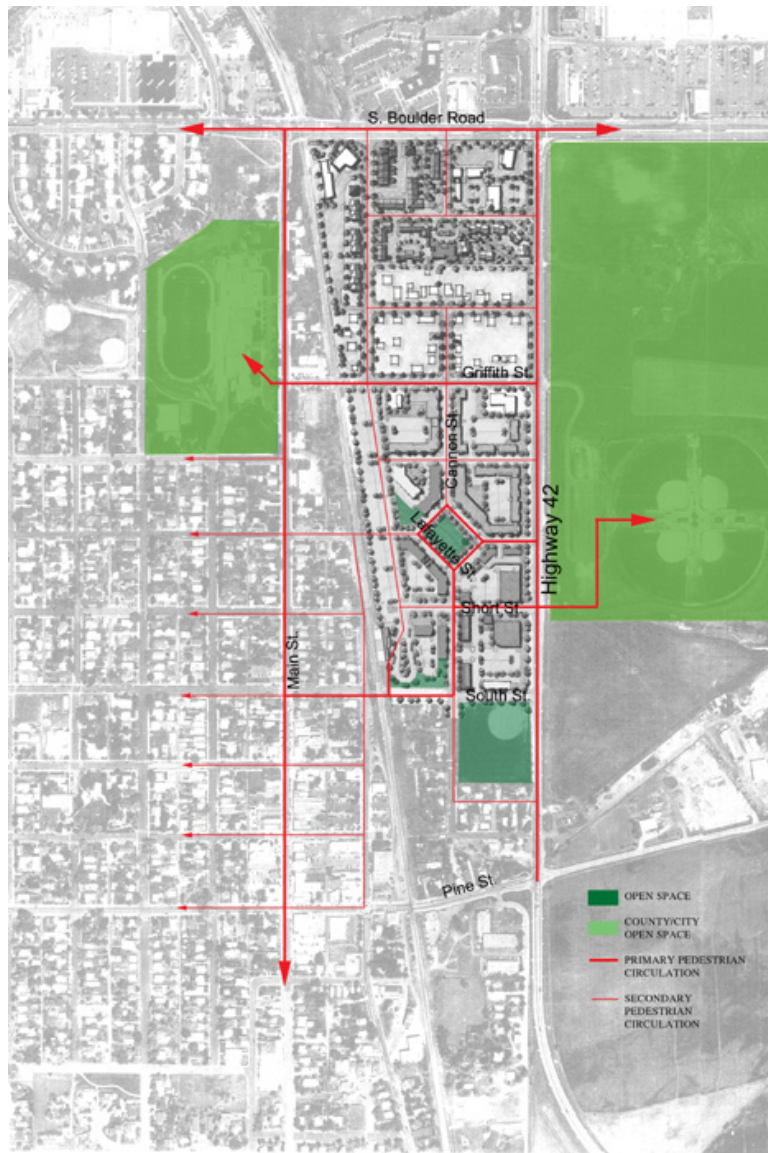 S. Boulder Road
Griffith St.
Cannon St.
Highway 42
Lafayette St.
Short St.
Main St.
South St.
Pine St.
OPEN SPACE
COUNTY/CITY
OPEN SPACE
PRIMARY PEDESTRIAN
CIRCULATION
SECONDARY
PEDESTRIAN
CIRCULATION